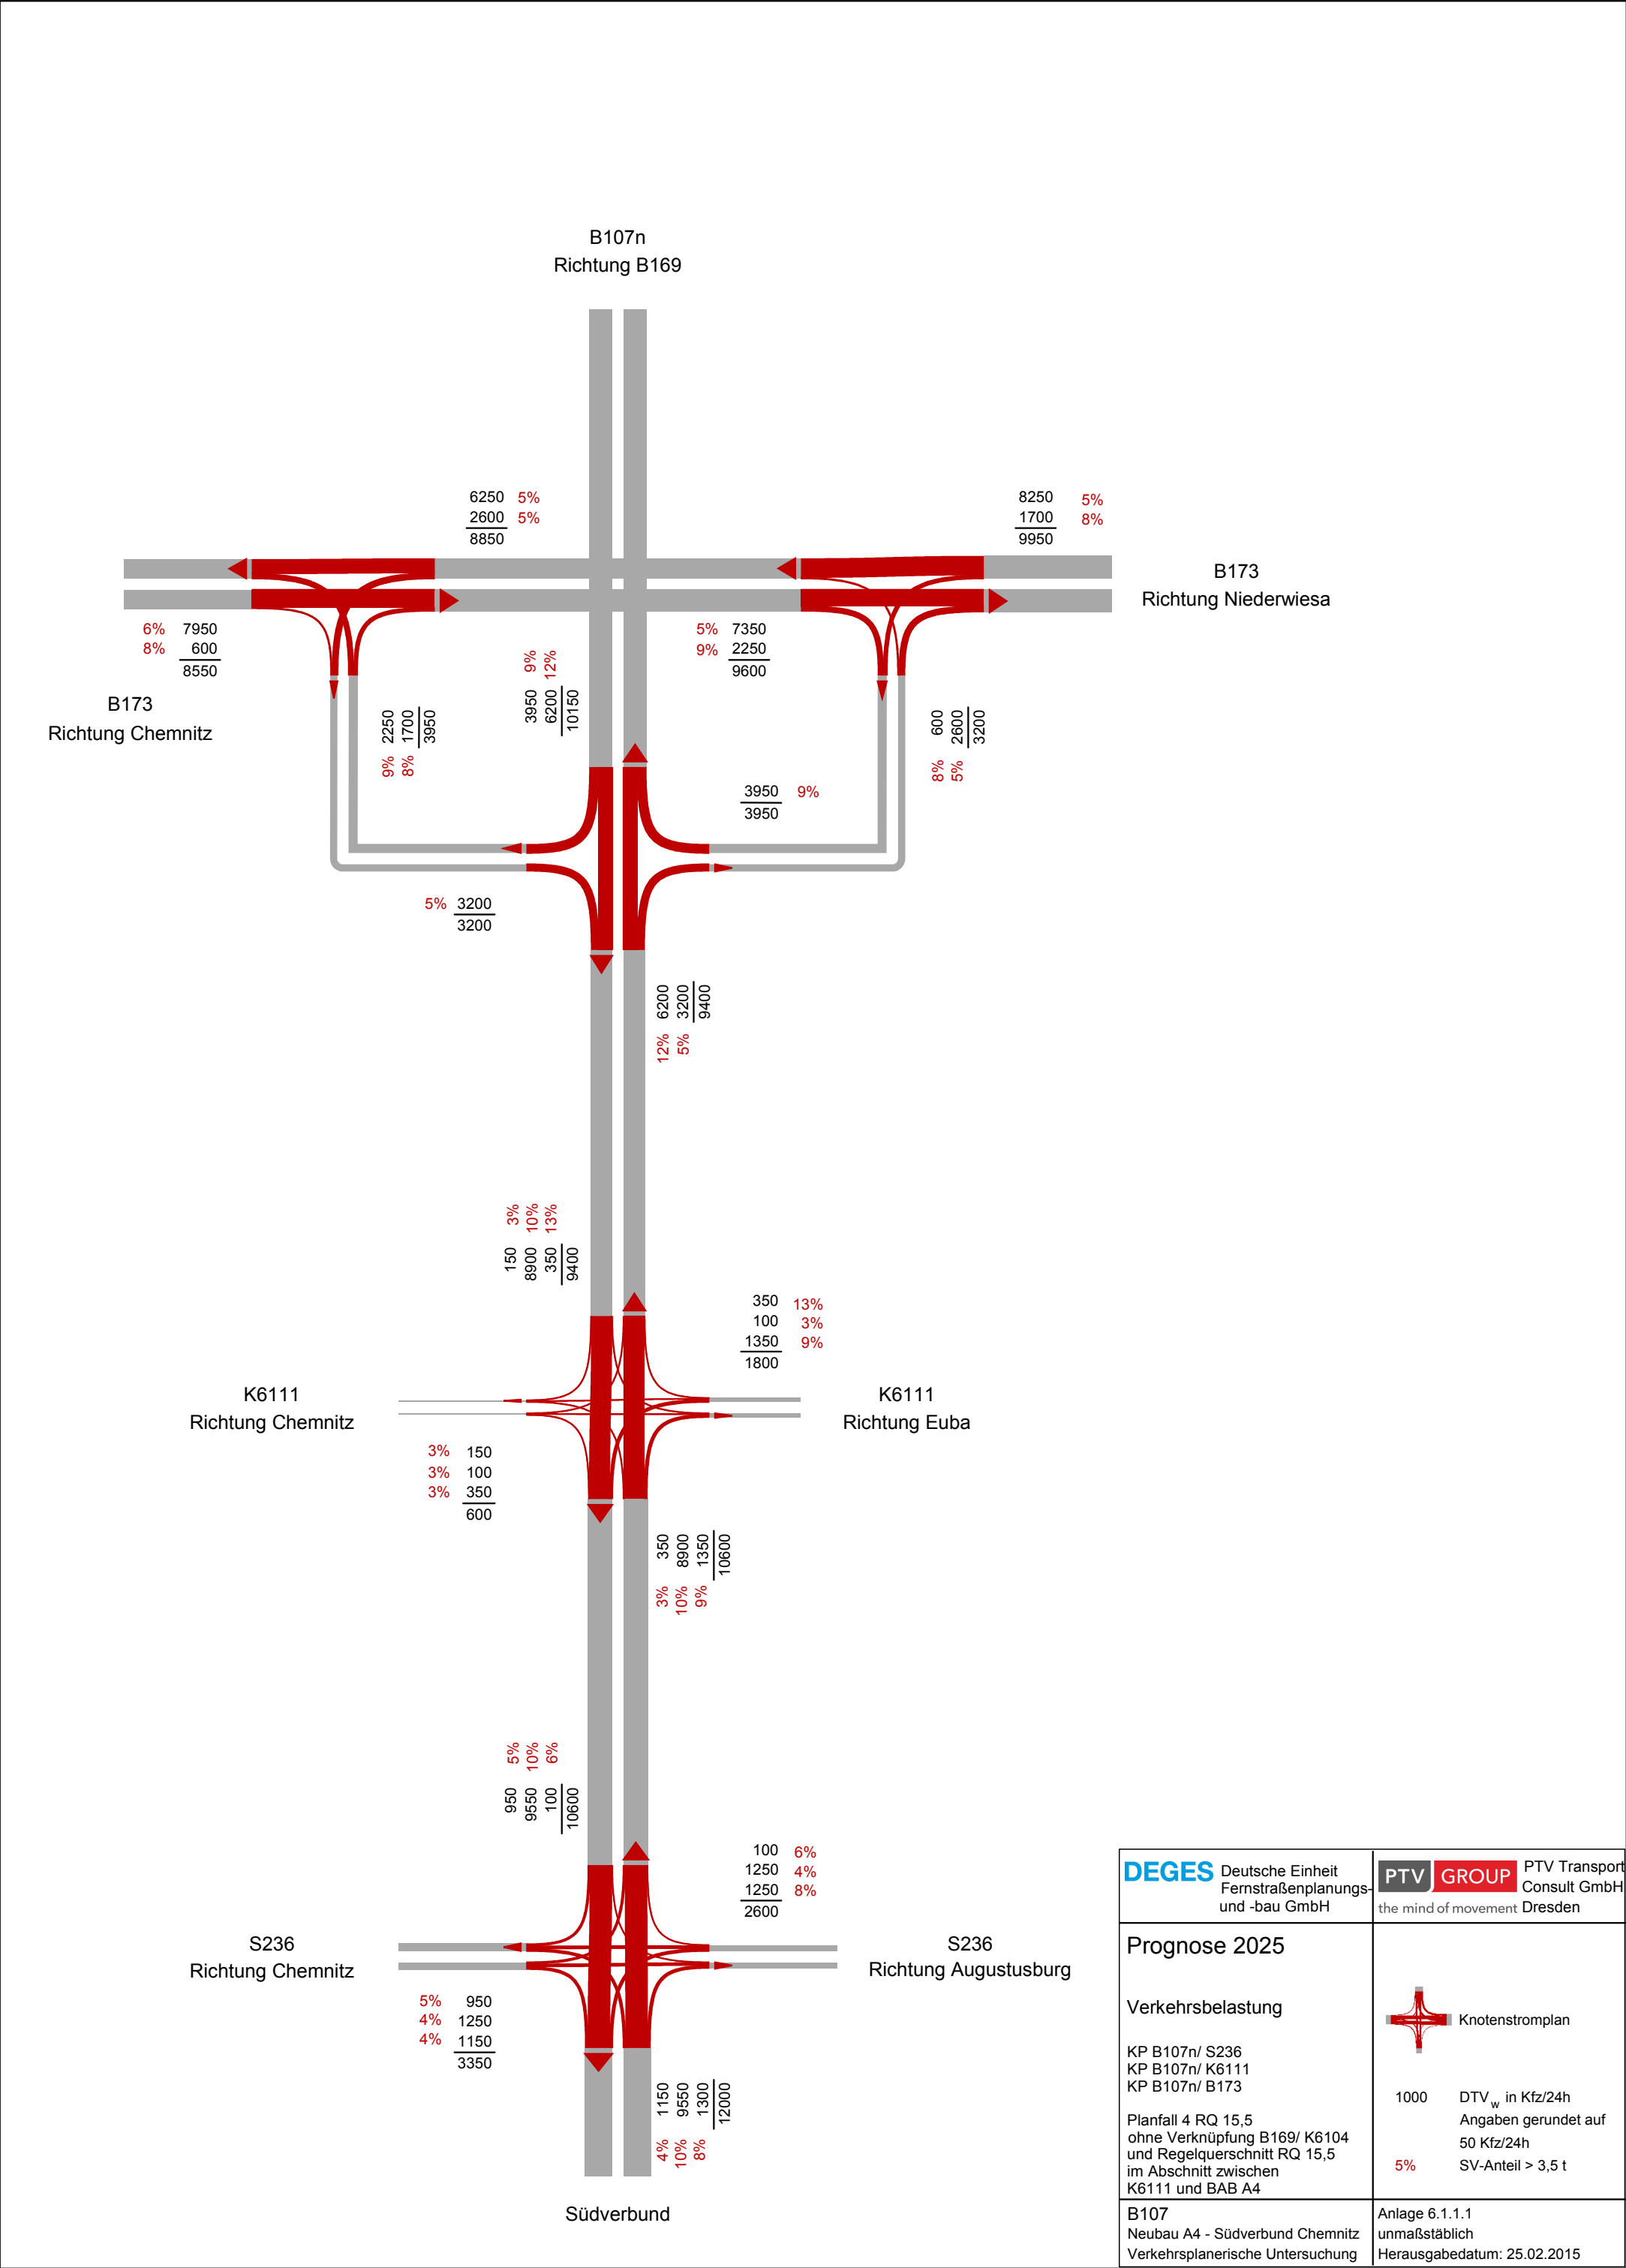 B107n
Richtung B169
6250 5%
2600 5%
8850
8250 5%
1700 8%
9950
B173
Richtung Niederwiesa
6% 7950
8% 600
8550
B173
Richtung Chemnitz
9% 2250
8% 1700
3950
3950 9%
6200 12%
10150
5% 7350
9% 2250
9600
8% 600
5% 2600
3200
3950 9%
3950
5% 3200
3200
12% 6200
5% 3200
9400
150 3%
8900 10%
350 13%
9400
350 13%
100 3%
1350 9%
1800
K6111
Richtung Chemnitz
K6111
Richtung Euba
3% 150
3% 100
3% 350
600
3% 350
10% 8900
9% 1350
10600
950 5%
9550 10%
100 6%
10600
100 6%
1250 4%
1250 8%
2600
S236
Richtung Chemnitz
S236
Richtung Augustusburg
5% 950
4% 1250
4% 1150
3350
4% 1150
10% 9550
8% 1300
12000
Südverbund
DEGES Deutsche Einheit
Fernstraßenplanungs-
und -bau GmbH
PTV GROUP PTV Transport
Consult GmbH
the mind of movement Dresden
Prognose 2025
Verkehrsbelastung
KP B107n/ S236
KP B107n/ K6111
KP B107n/ B173
Planfall 4 RQ 15,5
ohne Verknüpfung B169/ K6104
und Regelquerschnitt RQ 15,5
im Abschnitt zwischen
K6111 und BAB A4
Knotenstromplan
1000 DTVw in Kfz/24h
Angaben gerundet auf
50 Kfz/24h
5% SV-Anteil > 3,5 t
B107
Neubau A4 - Südverbund Chemnitz
Verkehrsplanerische Untersuchung
Anlage 6.1.1.1
unmaßstäblich
Herausgabedatum: 25.02.2015